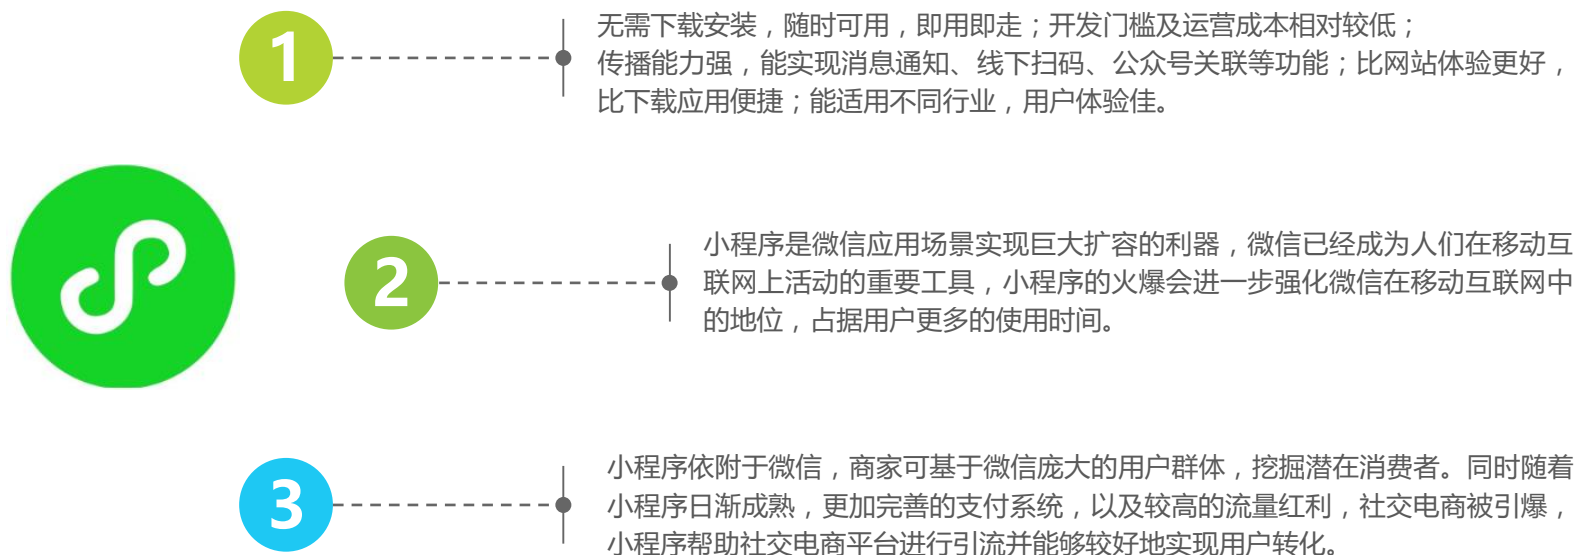 1
无需下载安装，随时可用，即用即走；开发门槛及运营成本相对较低；
传播能力强，能实现消息通知、线下扫码、公众号关联等功能；比网站体验更好，
比下载应用便捷；能适用不同行业，用户体验佳。
2
小程序是微信应用场景实现巨大扩容的利器，微信已经成为人们在移动互
联网上活动的重要工具，小程序的火爆会进一步强化微信在移动互联网中
的地位，占据用户更多的使用时间。
3
小程序依附于微信，商家可基于微信庞大的用户群体，挖掘潜在消费者。同时随着
小程序日渐成熟，更加完善的支付系统，以及较高的流量红利，社交电商被引爆，
小程序帮助社交电商平台进行引流并能够较好地实现用户转化。